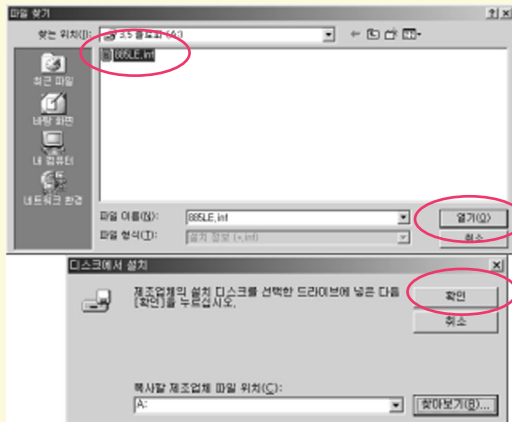 파일 찾기
찾는 위치(I): 3.5 플로피 (A:)
885LE.inf
최근 파일
바탕 화면
내 컴퓨터
네트워크 환경
파일 이름(N): 885LE.inf 열기(O)
파일 형식(T): 설치 정보 (*.inf) 취소
디스크에서 설치
제조업체의 설치 디스크를 선택한 드라이브에 넣은 다음 확인
[확인]를 누르십시오.
취소
복사할 제조업체 파일 위치(C):
A: 찾아보기(B)...